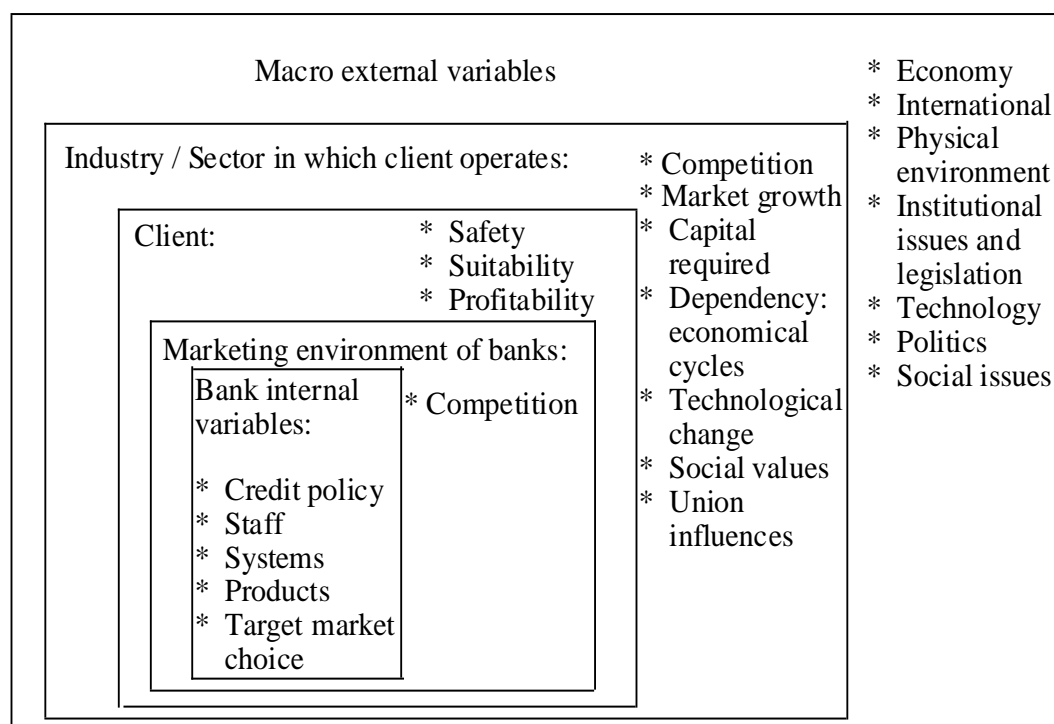 Macro external variables
* Economy
* International
* Physical
environment
* Institutional
issues and
legislation
* Technology
* Politics
* Social issues
Industry / Sector in which client operates:
* Competition
* Market growth
* Capital
required
* Dependency:
economical
cycles
* Technological
change
* Social values
* Union
influences
Client:
* Safety
* Suitability
* Profitability
Marketing environment of banks:
* Competition
Bank internal
variables:
* Credit policy
* Staff
* Systems
* Products
* Target market
choice